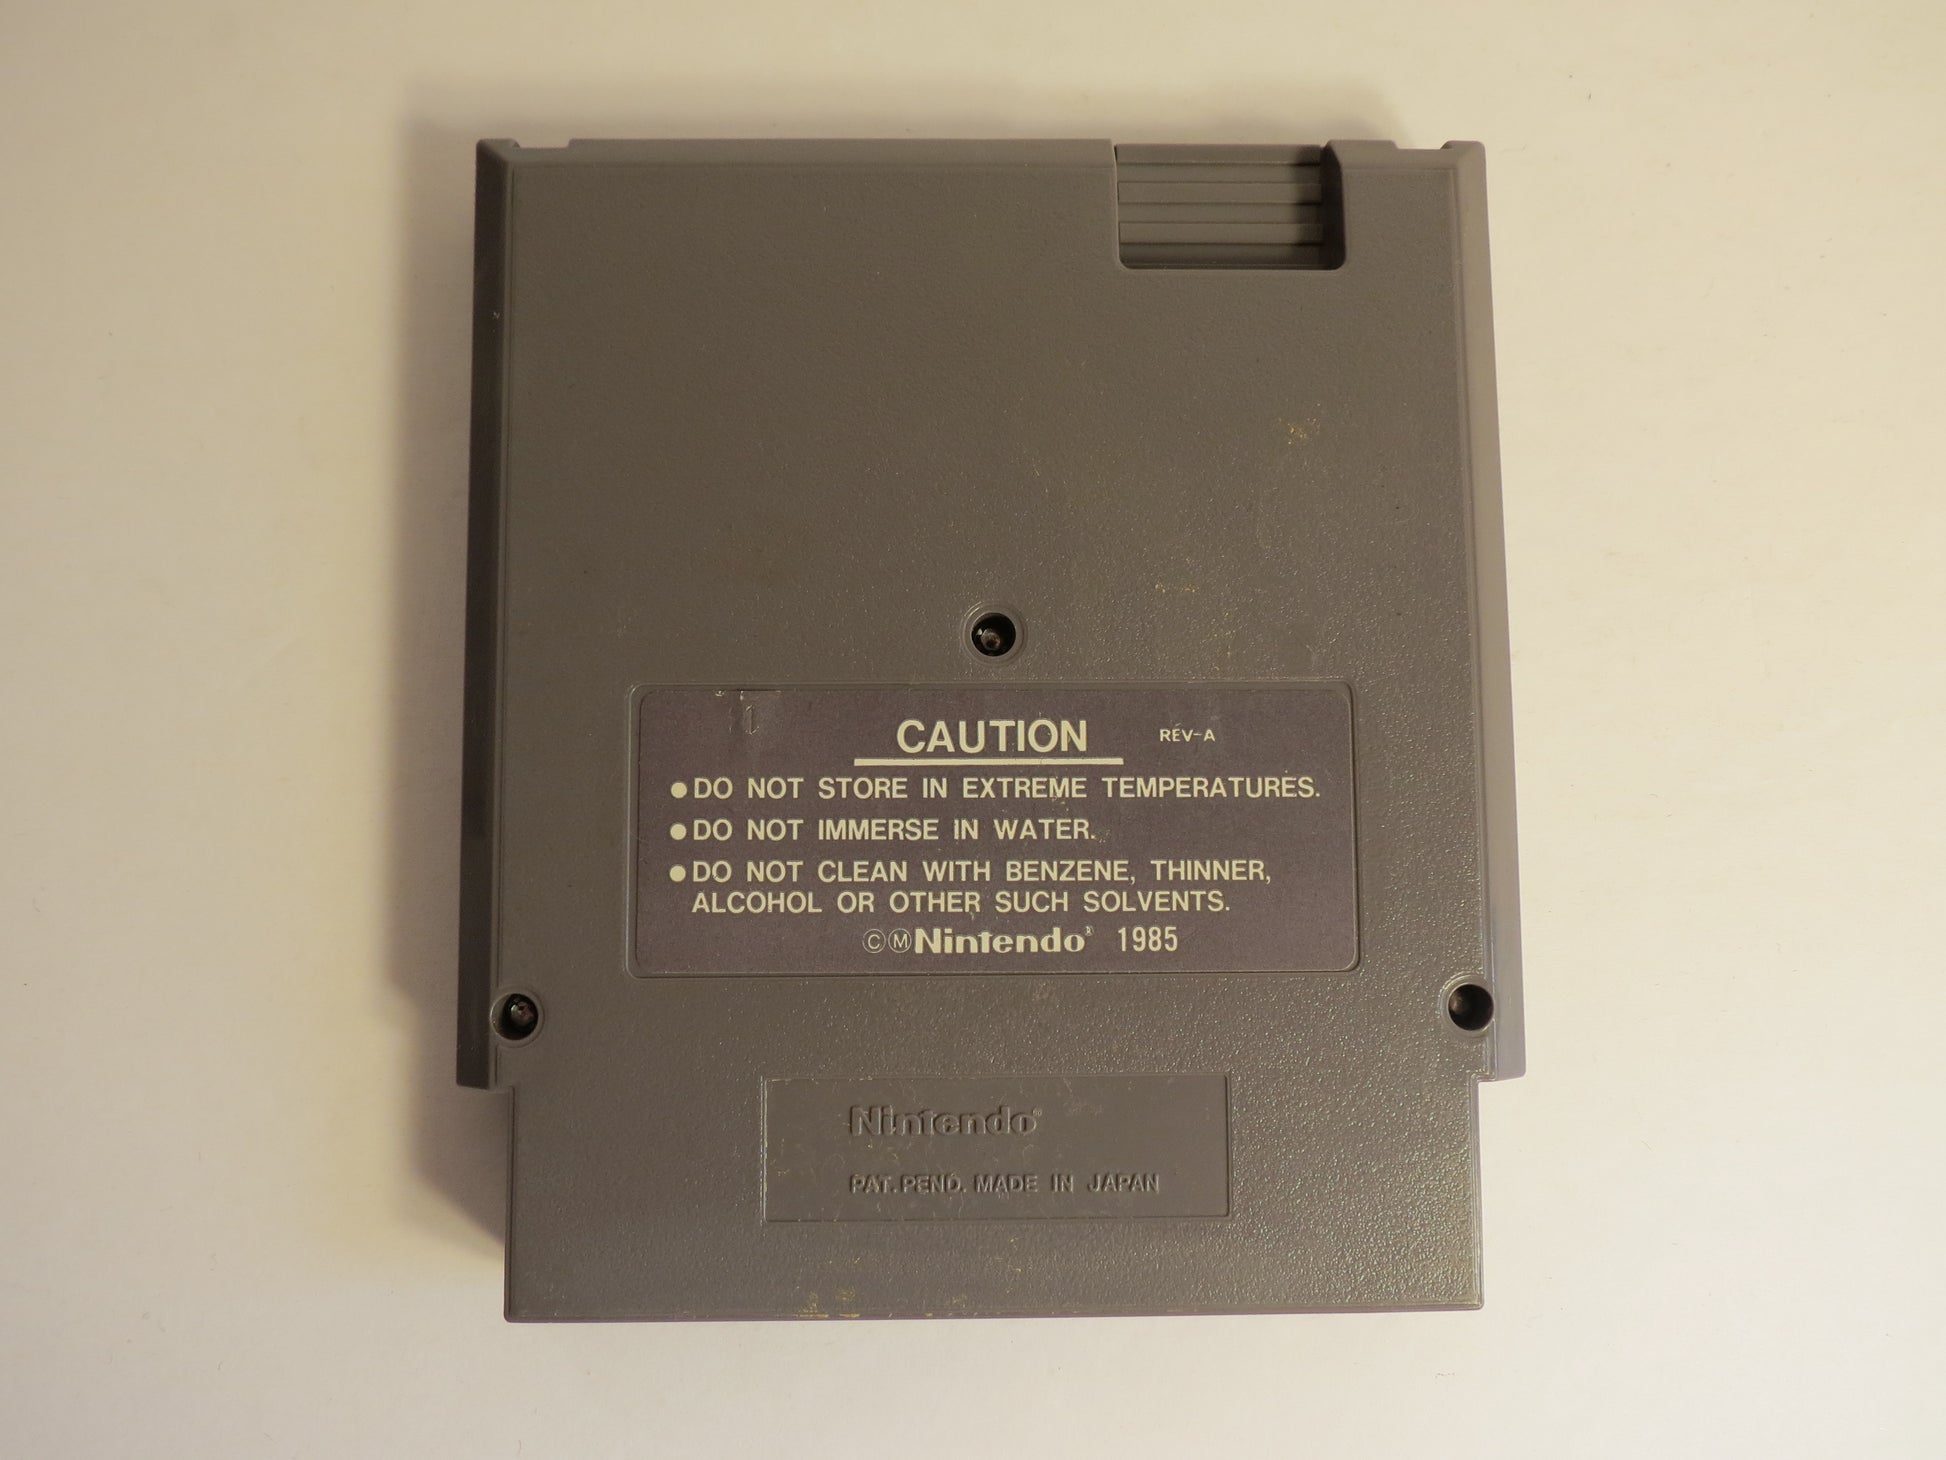 CAUTION REV-A
●DO NOT STORE IN EXTREME TEMPERATURES.
●DO NOT IMMERSE IN WATER.
●DO NOT CLEAN WITH BENZENE, THINNER,
ALCOHOL OR OTHER SUCH SOLVENTS.
ⒸⓂNintendo® 1985
Nintendo®
PAT. PEND. MADE IN JAPAN